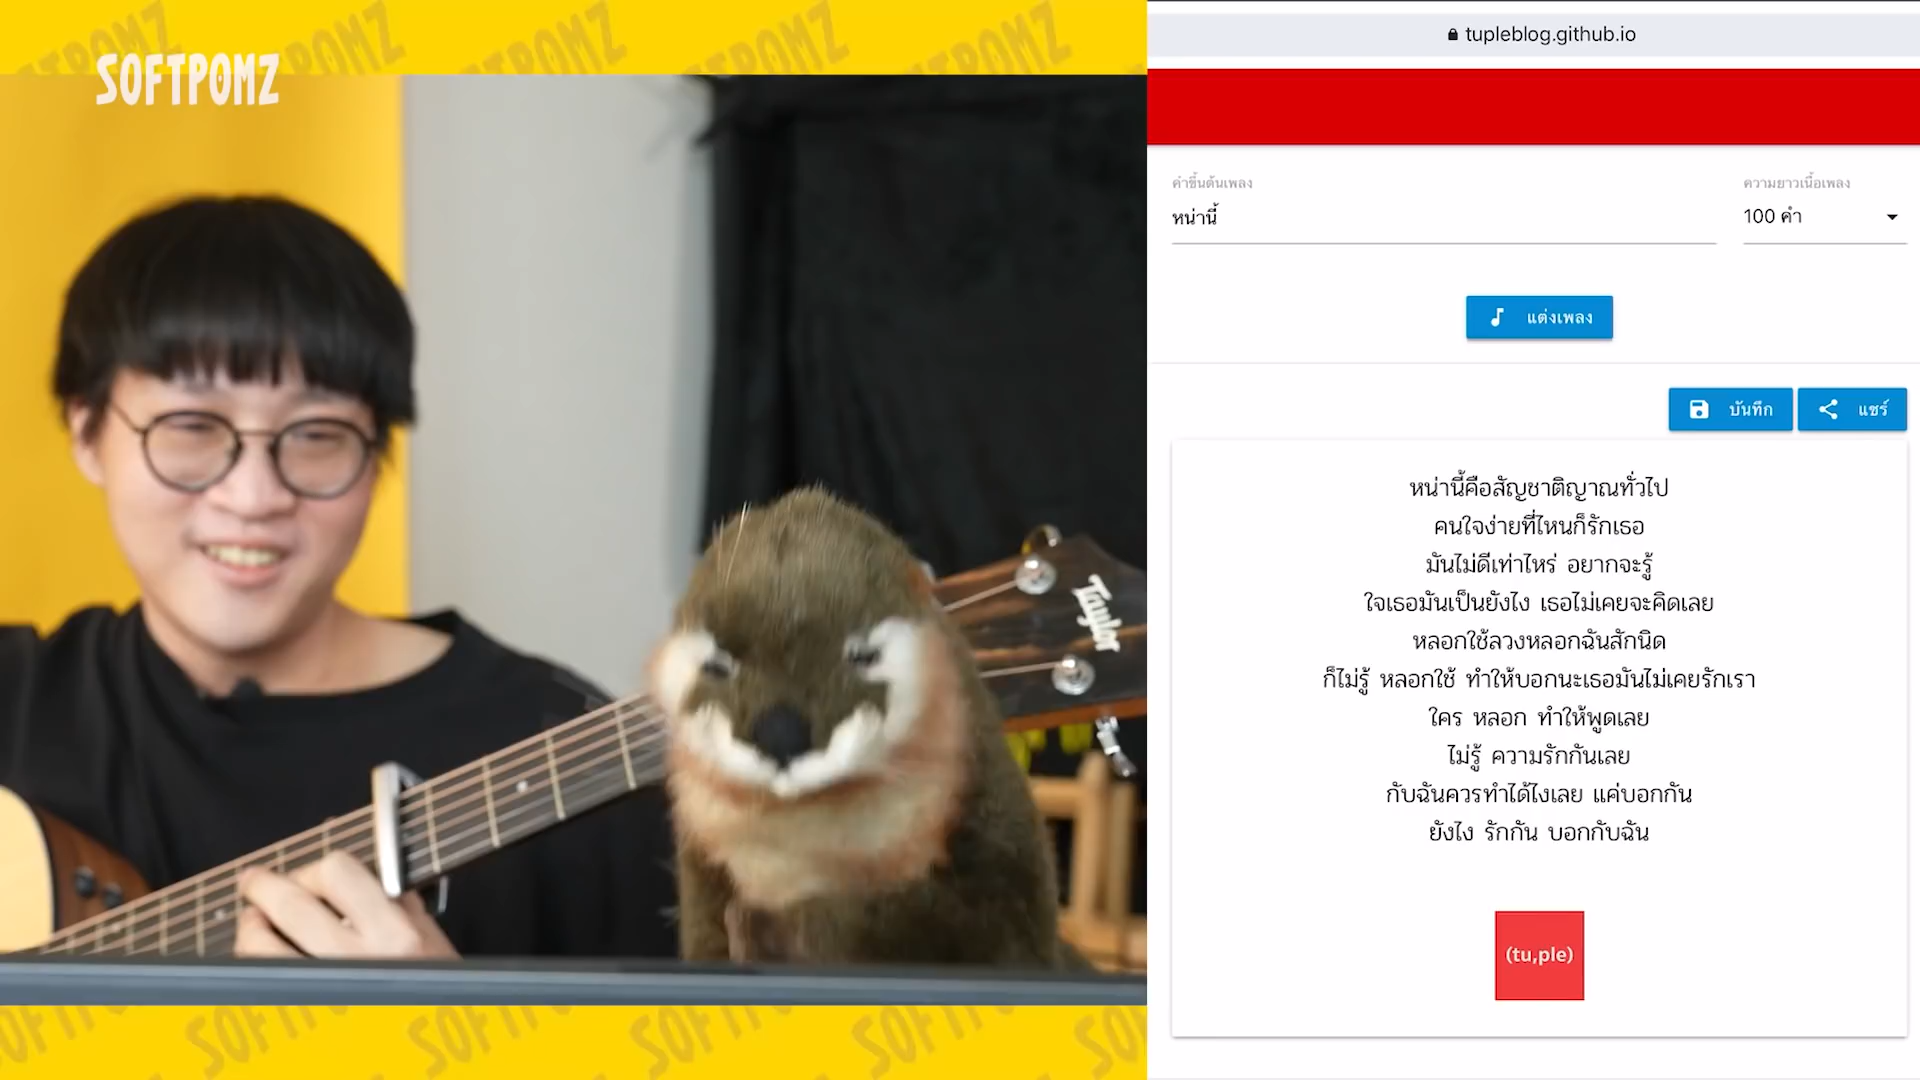 SOFTPOMZ
Taylor
tupleblog.github.io
คำขึ้นต้นเพลง
หน่านี้
ความยาวเนื้อเพลง
100 คำ
แต่งเพลง
บันทึก
แชร์
หน่านี้คือสัญชาติญาณทั่วไป
คนใจง่ายที่ไหนก็รักเธอ
มันไม่ดีเท่าไหร่ อยากจะรู้
ใจเธอมันเป็นยังไง เธอไม่เคยจะคิดเลย
หลอกใช้ลวงหลอกฉันสักนิด
ก็ไม่รู้ หลอกใช้ ทำให้บอกนะเธอมันไม่เคยรักเรา
ใคร หลอก ทำให้พูดเลย
ไม่รู้ ความรักกันเลย
กับฉันควรทำได้ไงเลย แค่บอกกัน
ยังไง รักกัน บอกกับฉัน
(tu,ple)